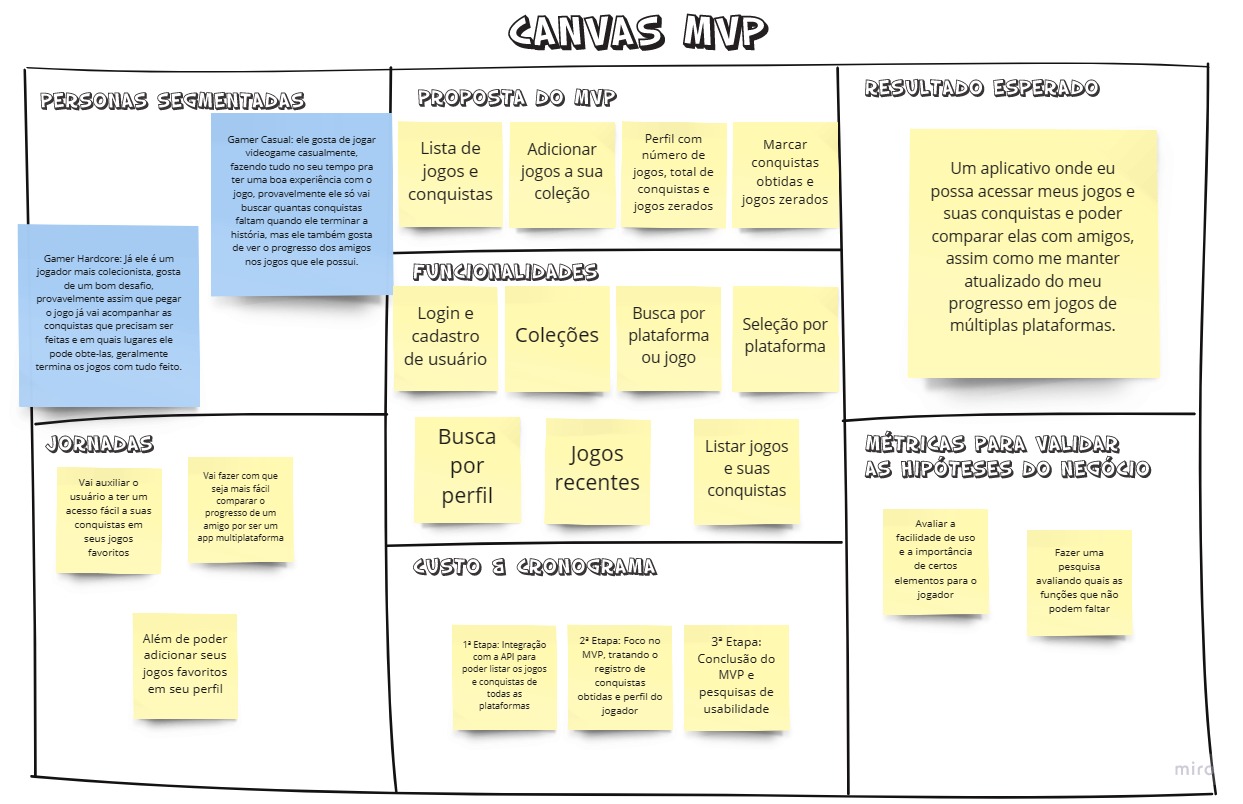 CANVAS MVP
PERSONAS SEGMENTADAS
Gamer Casual: ele gosta de jogar
videogame casualmente,
fazendo tudo no seu tempo pra
ter uma boa experiência com o
jogo, provavelmente ele só vai
buscar quantas conquistas
faltam quando ele terminar a
história, mas ele também gosta
de ver o progresso dos amigos
nos jogos que ele possui.
Gamer Hardcore: Já ele é um
jogador mais colecionista, gosta
de um bom desafio,
provavelmente assim que pegar
o jogo já vai acompanhar as
conquistas que precisam ser
feitas e em quais lugares ele
pode obte-las, geralmente
termina os jogos com tudo feito.
PROPOSTA DO MVP
Lista de
jogos e
conquistas
Adicionar
jogos a sua
coleção
Perfil com
número de
jogos, total de
conquistas e
jogos zerados
Marcar
conquistas
obtidas e
jogos zerados
FUNCIONALIDADES
Login e
cadastro
de usuário
Coleções
Busca por
plataforma
ou jogo
Seleção por
plataforma
Busca
por
perfil
Jogos
recentes
Listar jogos
e suas
conquistas
RESULTADO ESPERADO
Um aplicativo onde eu
possa acessar meus jogos e
suas conquistas e poder
comparar elas com amigos,
assim como me manter
atualizado do meu
progresso em jogos de
múltiplas plataformas.
JORNADAS
Vai auxiliar o
usuário a ter um
acesso fácil a suas
conquistas em
seus jogos
favoritos
Vai fazer com que
seja mais fácil
comparar o
progresso de um
amigo por ser um
app multiplataforma
Além de poder
adicionar seus
jogos favoritos
em seu perfil
CUSTO & CRONOGRAMA
1ª Etapa: Integração
com a API para
poder listar os jogos
e conquistas de
todas as
plataformas
2ª Etapa: Foco no
MVP, tratando o
registro de
conquistas
obtidas e perfil do
jogador
3ª Etapa:
Conclusão do
MVP e
pesquisas de
usabilidade
MÉTRICAS PARA VALIDAR
AS HIPÓTESES DO NEGÓCIO
Avaliar a
facilidade de uso
e a importância
de certos
elementos para o
jogador
Fazer uma
pesquisa
avaliando quais as
funções que não
podem faltar
miro